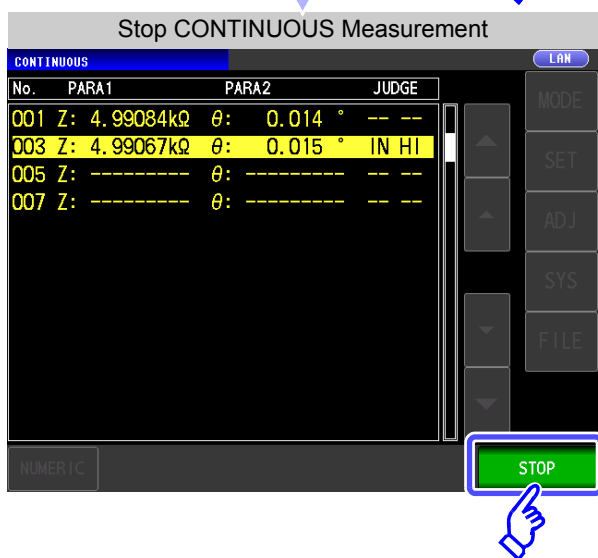 Stop CONTINUOUS Measurement
CONTINUOUS LAN
No. PARA1 PARA2 JUDGE
001 Z: 4.99084kΩ θ: 0.014 ° -- --
003 Z: 4.99067kΩ θ: 0.015 ° IN HI
005 Z: --------- θ: --------- -- --
007 Z: --------- θ: --------- -- --
MODE
SET
ADJ
SYS
FILE
NUMERIC
STOP